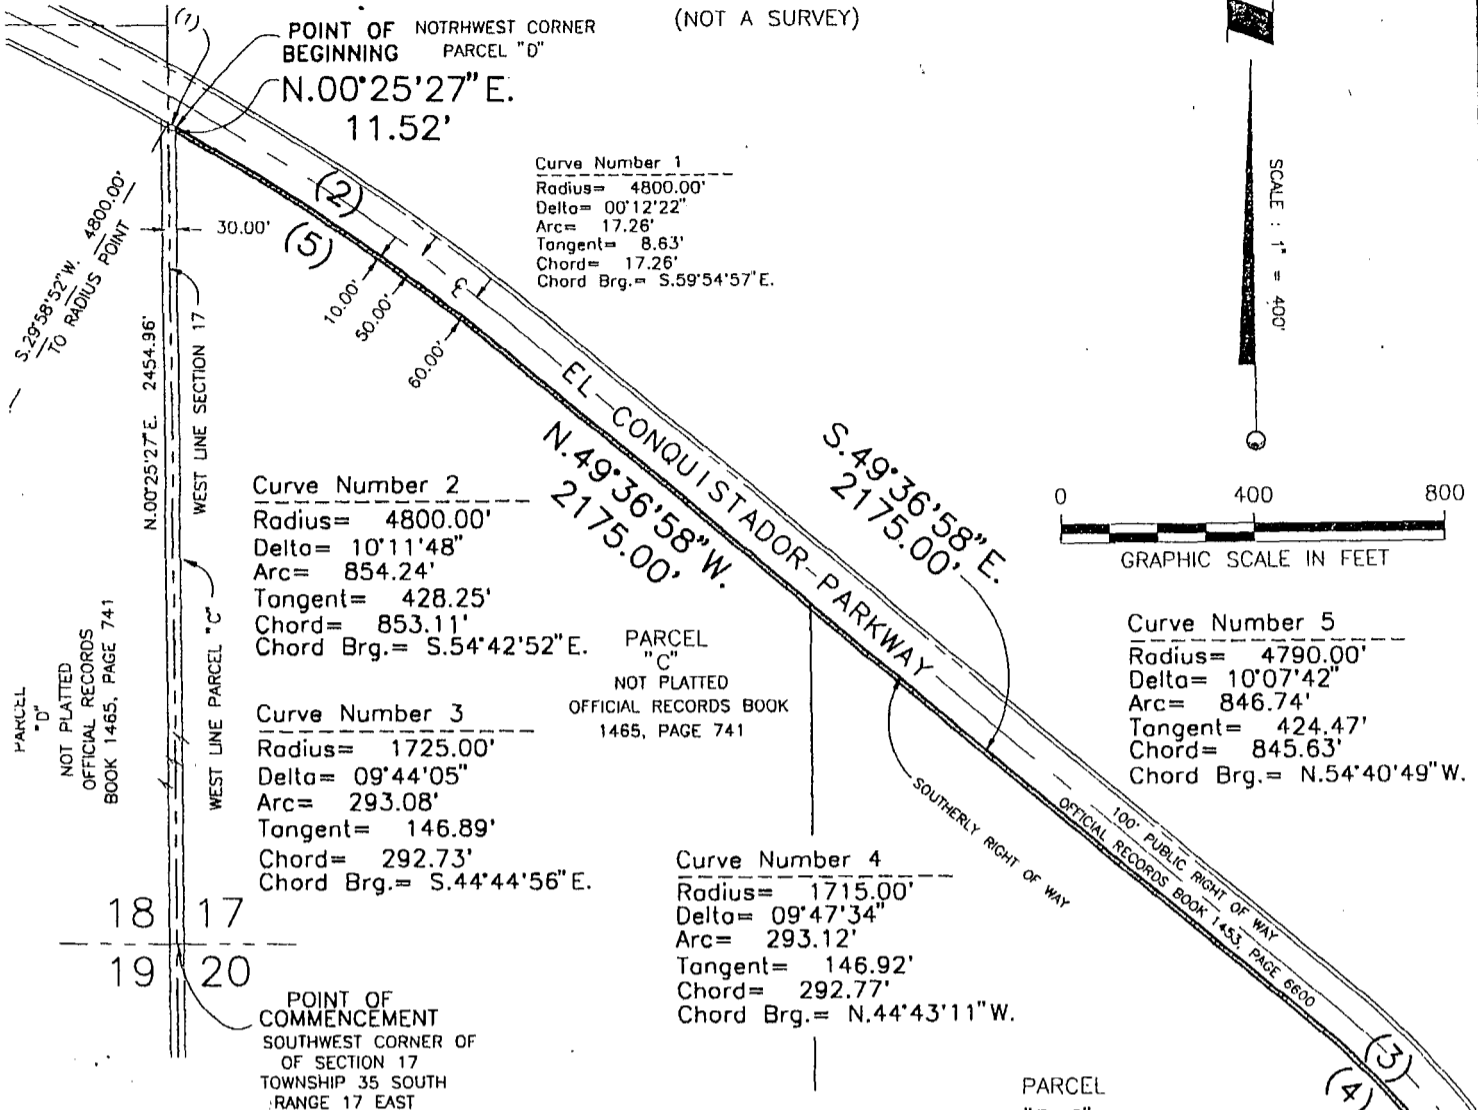 (NOT A SURVEY)
(1)
POINT OF
BEGINNING
NOTRHWEST CORNER
PARCEL "D"
N.00°25'27"E.
11.52'
Curve Number 1
Radius= 4800.00'
Delta= 00°12'22"
Arc= 17.26'
Tangent= 8.63'
Chord= 17.26'
Chord Brg.= S.59°54'57"E.
SCALE : 1" = 400'
S.29°58'52"W. 4800.00'
TO RADIUS POINT
30.00'
(2)
(5)
10.00'
50.00'
60.00'
N.00°25'27"E. 2454.96'
WEST LINE SECTION 17
WEST LINE PARCEL "C"
EL CONQUISTADOR PARKWAY
N.49°36'58"W.
2175.00'
S.49°36'58"E.
2175.00'
0 400 800
GRAPHIC SCALE IN FEET
Curve Number 2
Radius= 4800.00'
Delta= 10°11'48"
Arc= 854.24'
Tangent= 428.25'
Chord= 853.11'
Chord Brg.= S.54°42'52"E.
PARCEL
"C"
NOT PLATTED
OFFICIAL RECORDS BOOK
1465, PAGE 741
Curve Number 5
Radius= 4790.00'
Delta= 10°07'42"
Arc= 846.74'
Tangent= 424.47'
Chord= 845.63'
Chord Brg.= N.54°40'49"W.
PARCEL
"D"
NOT PLATTED
OFFICIAL RECORDS
BOOK 1465, PAGE 741
Curve Number 3
Radius= 1725.00'
Delta= 09°44'05"
Arc= 293.08'
Tangent= 146.89'
Chord= 292.73'
Chord Brg.= S.44°44'56"E.
SOUTHERLY RIGHT OF WAY
100' PUBLIC RIGHT OF WAY
OFFICIAL RECORDS BOOK 1453, PAGE 6600
Curve Number 4
Radius= 1715.00'
Delta= 09°47'34"
Arc= 293.12'
Tangent= 146.92'
Chord= 292.77'
Chord Brg.= N.44°43'11"W.
18 17
19 20
POINT OF
COMMENCEMENT
SOUTHWEST CORNER OF
OF SECTION 17
TOWNSHIP 35 SOUTH
RANGE 17 EAST
(3)
(4)
PARCEL